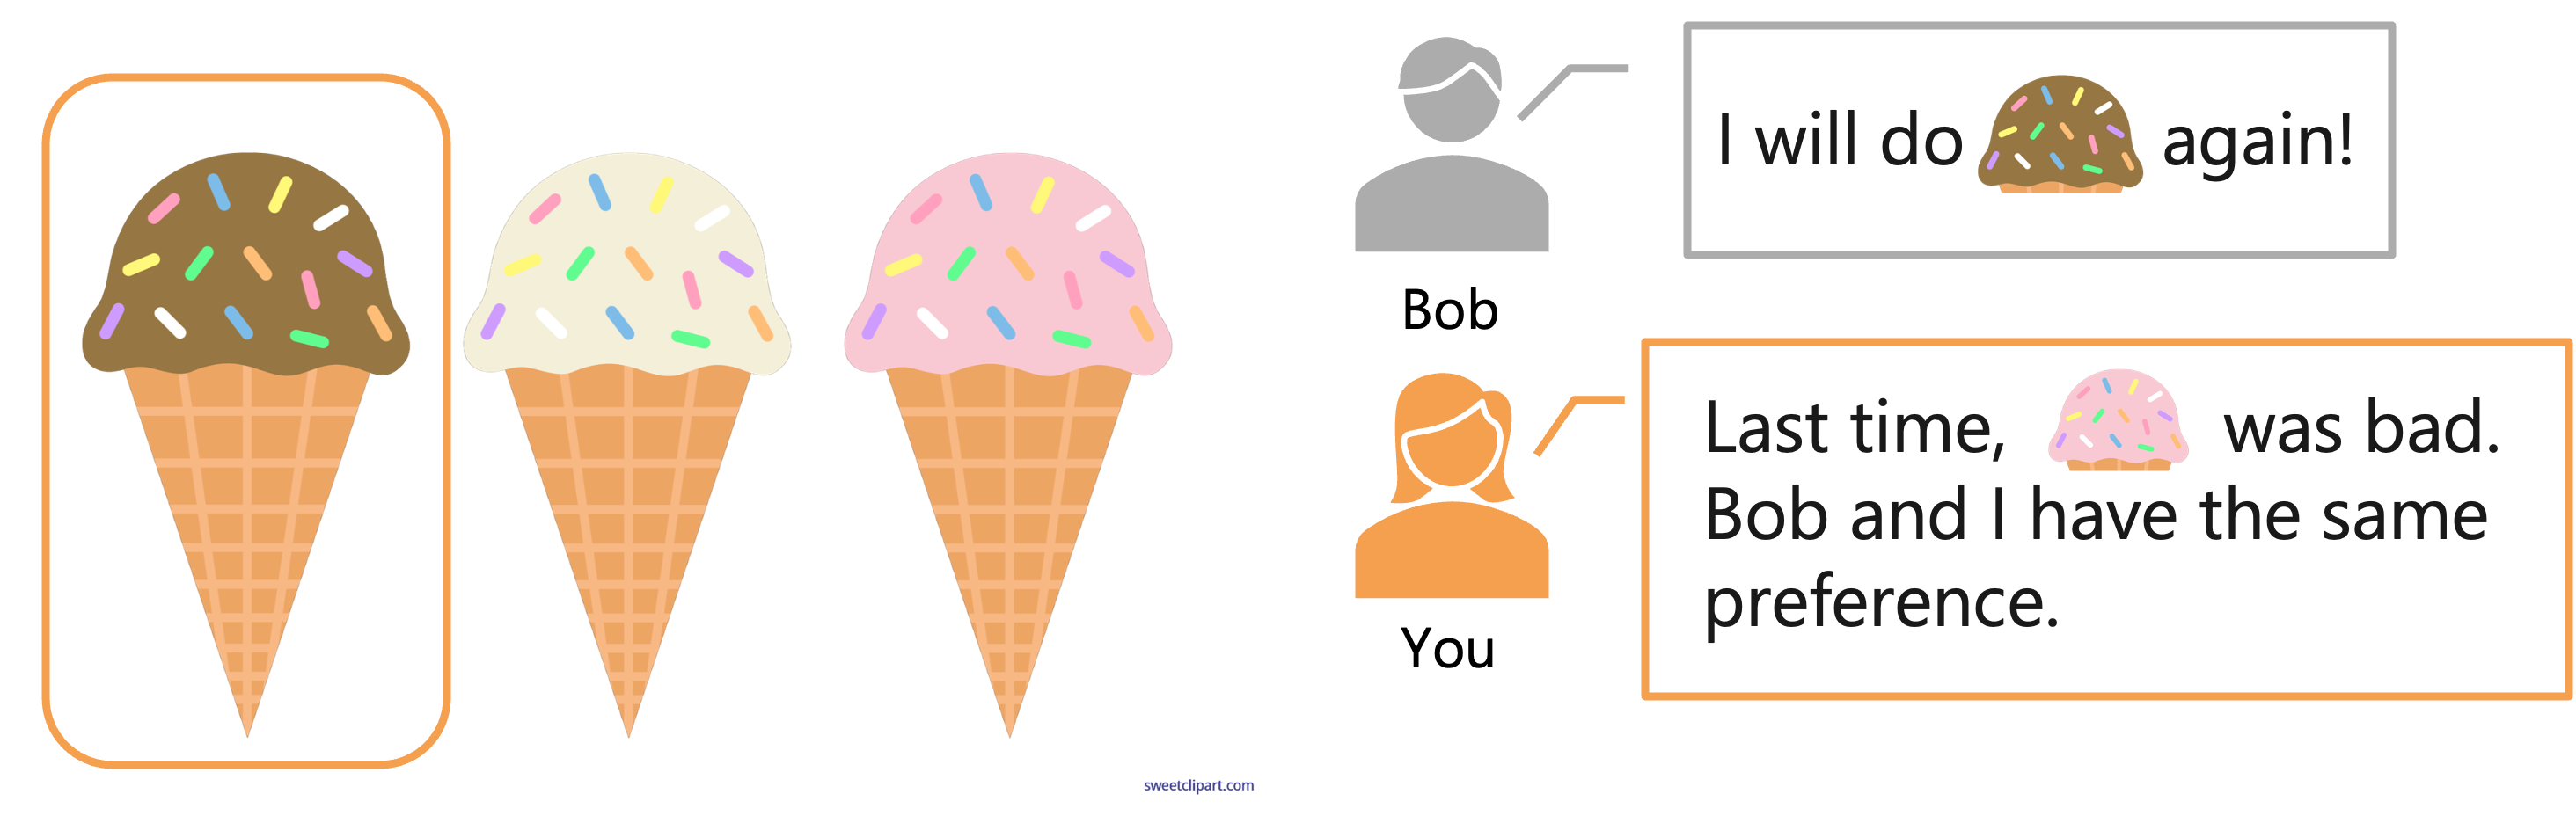 I will do again!
Bob
Last time, was bad.
Bob and I have the same
preference.
You
sweetclipart.com